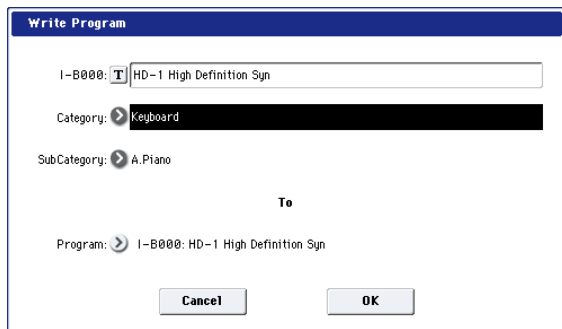 Write Program
I-B000: T HD-1 High Definition Syn
Category: Keyboard
SubCategory: A.Piano
To
Program: I-B000: HD-1 High Definition Syn
Cancel OK